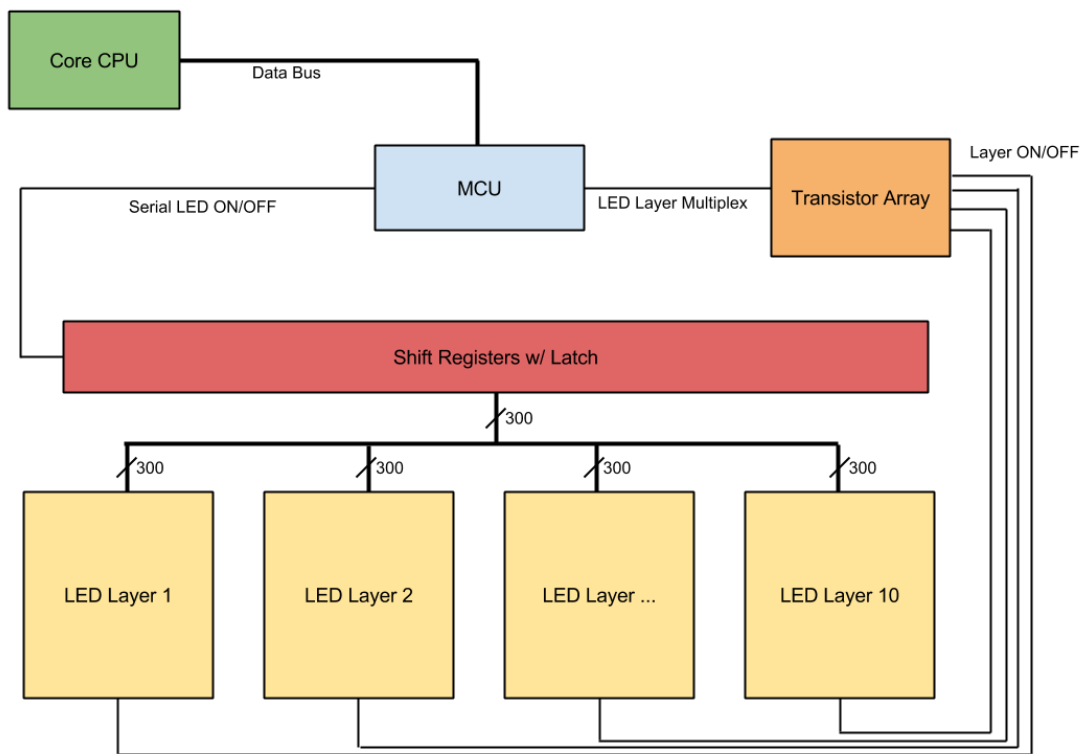 Core CPU
Data Bus
Layer ON/OFF
MCU
Transistor Array
Serial LED ON/OFF
LED Layer Multiplex
Shift Registers w/ Latch
300
300
300
300
300
LED Layer 1
LED Layer 2
LED Layer ...
LED Layer 10